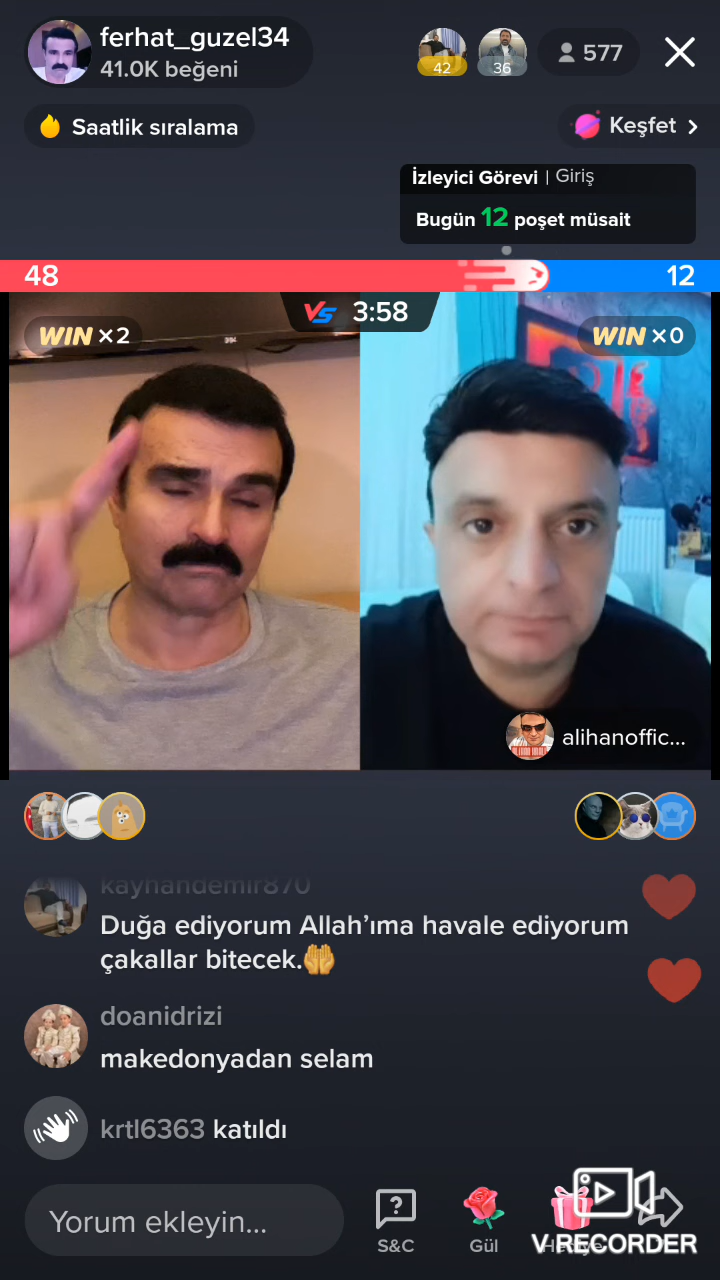 ferhat_guzel34
41.0K beğeni
42
36
577
Saatlik sıralama
Keşfet
İzleyici Görevi | Giriş
Bugün 12 poşet müsait
48
12
VS 3:58
WIN ×2
WIN ×0
alihanoffic...
kayhandemir870
Duğa ediyorum Allah'ıma havale ediyorum
çakallar bitecek.
doanidrizi
makedonyadan selam
krtl6363 katıldı
Yorum ekleyin...
S&C
Gül
Hediye
V RECORDER